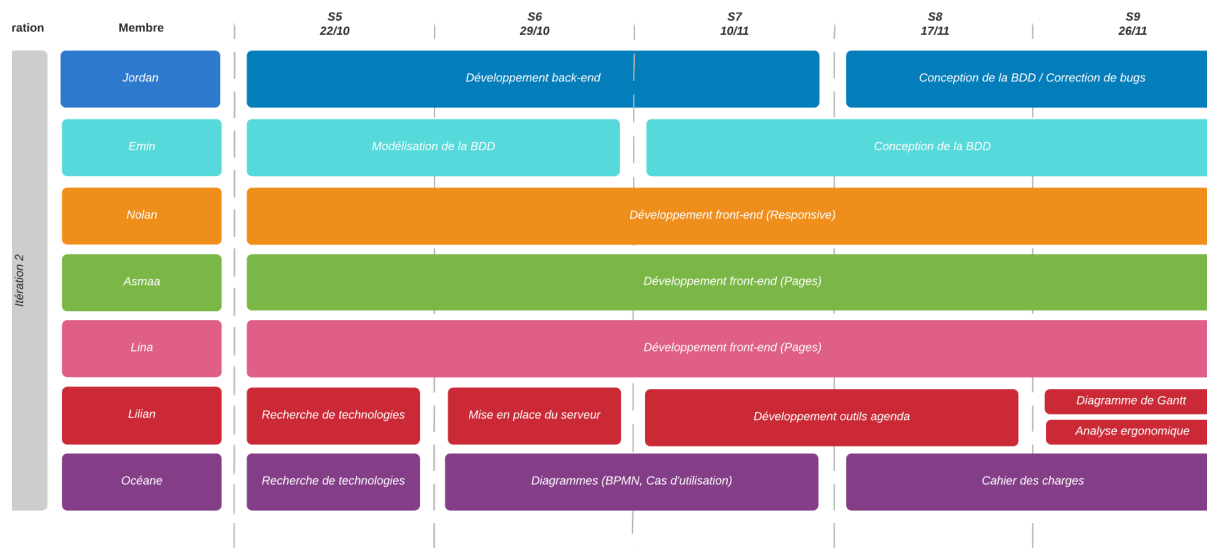 ration
Membre
S5
22/10
S6
29/10
S7
10/11
S8
17/11
S9
26/11
Itération 2
Jordan
Développement back-end
Conception de la BDD / Correction de bugs
Emin
Modélisation de la BDD
Conception de la BDD
Nolan
Développement front-end (Responsive)
Asmaa
Développement front-end (Pages)
Lina
Développement front-end (Pages)
Lilian
Recherche de technologies
Mise en place du serveur
Développement outils agenda
Diagramme de Gantt
Analyse ergonomique
Océane
Recherche de technologies
Diagrammes (BPMN, Cas d'utilisation)
Cahier des charges